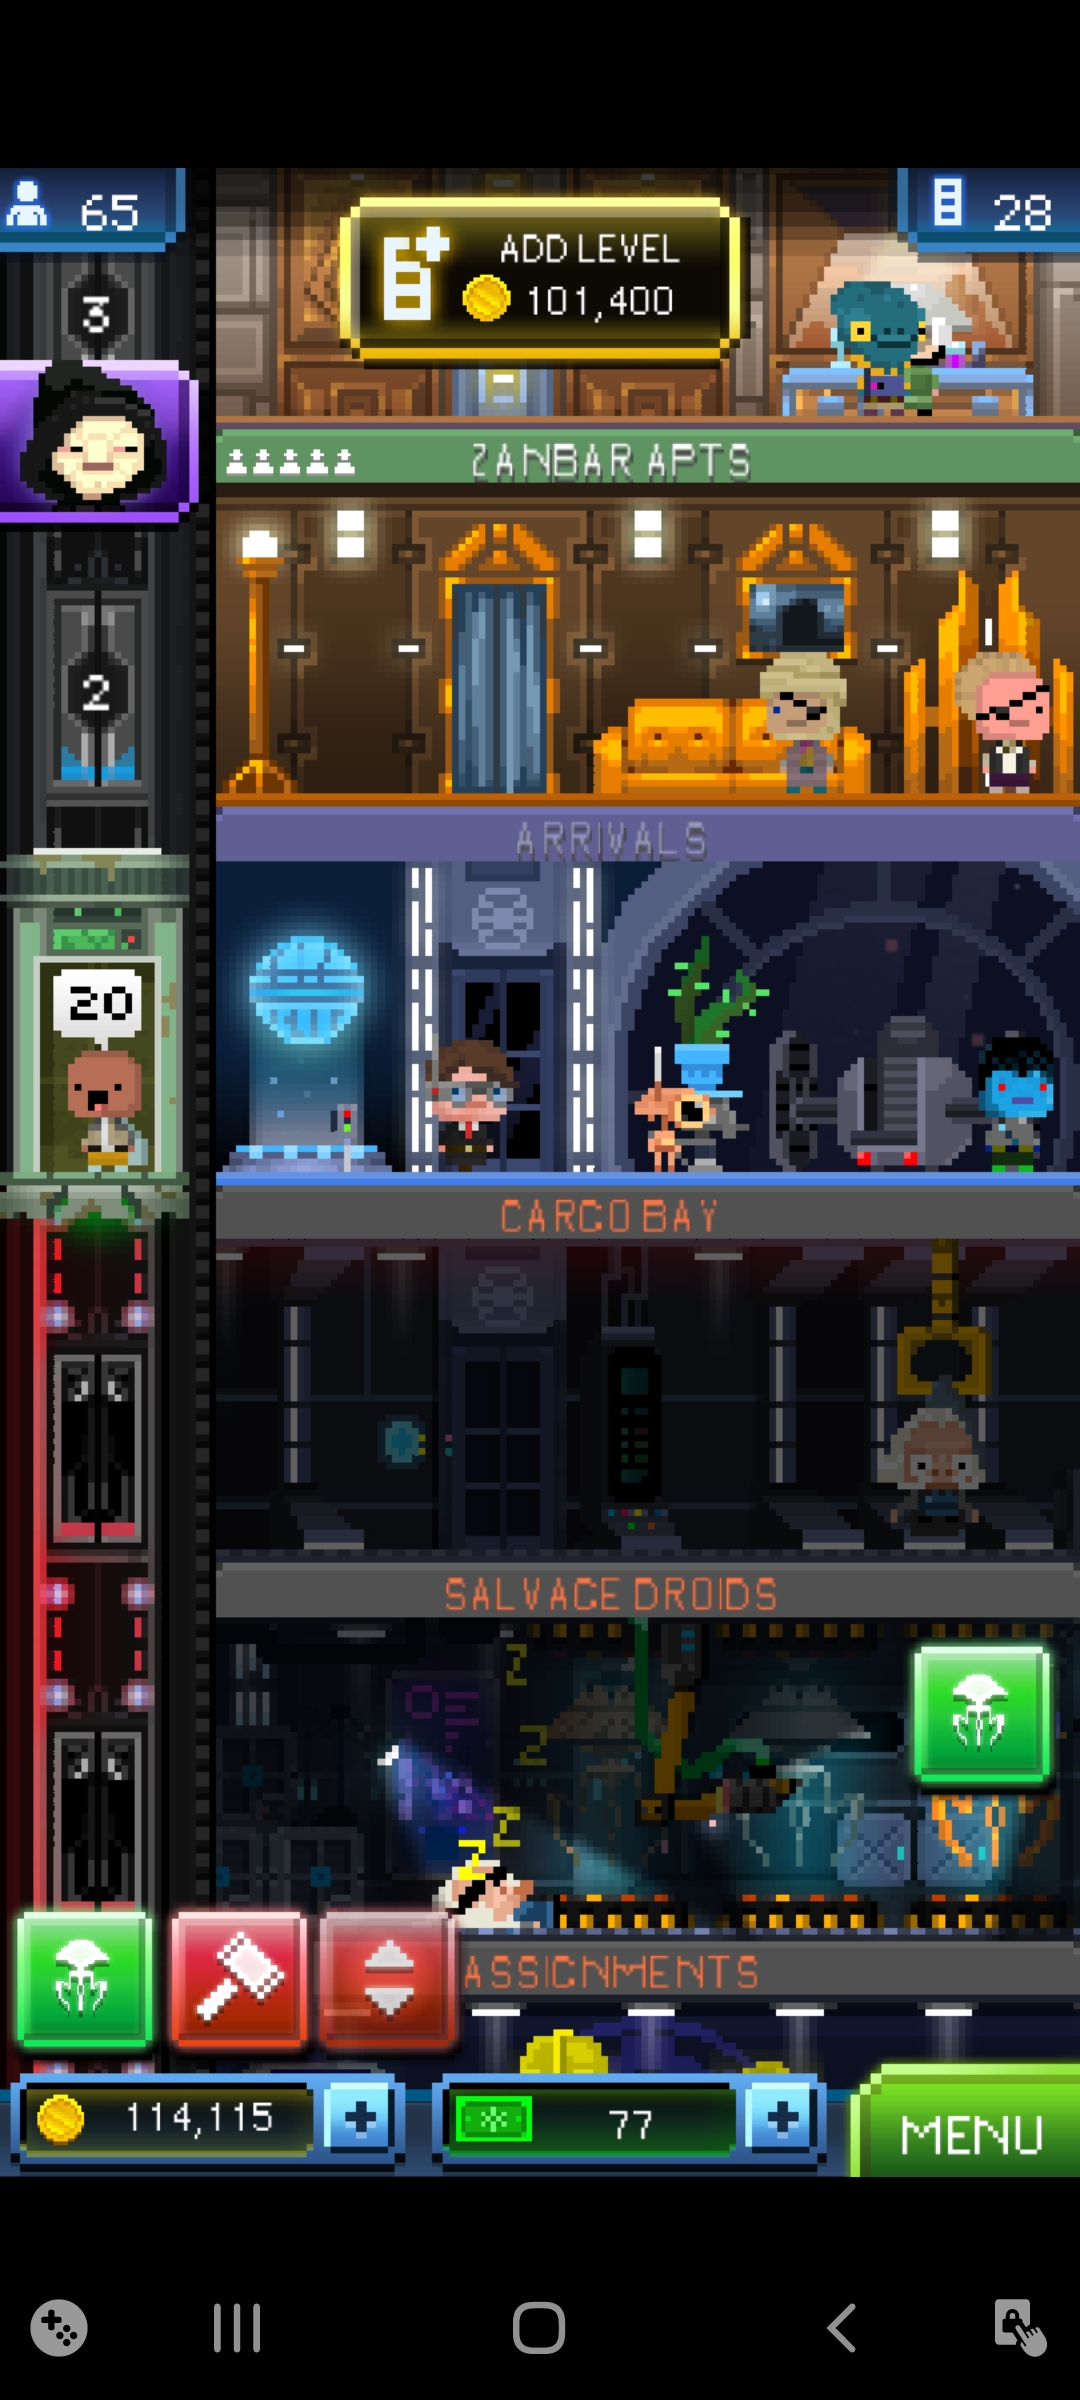 65
ADD LEVEL
101,400
28
3
ZANBAR APTS
2
ARRIVALS
20
CARGO BAY
SALVAGE DROIDS
Z
Z
Z
Z
ASSIGNMENTS
114,115
77
MENU